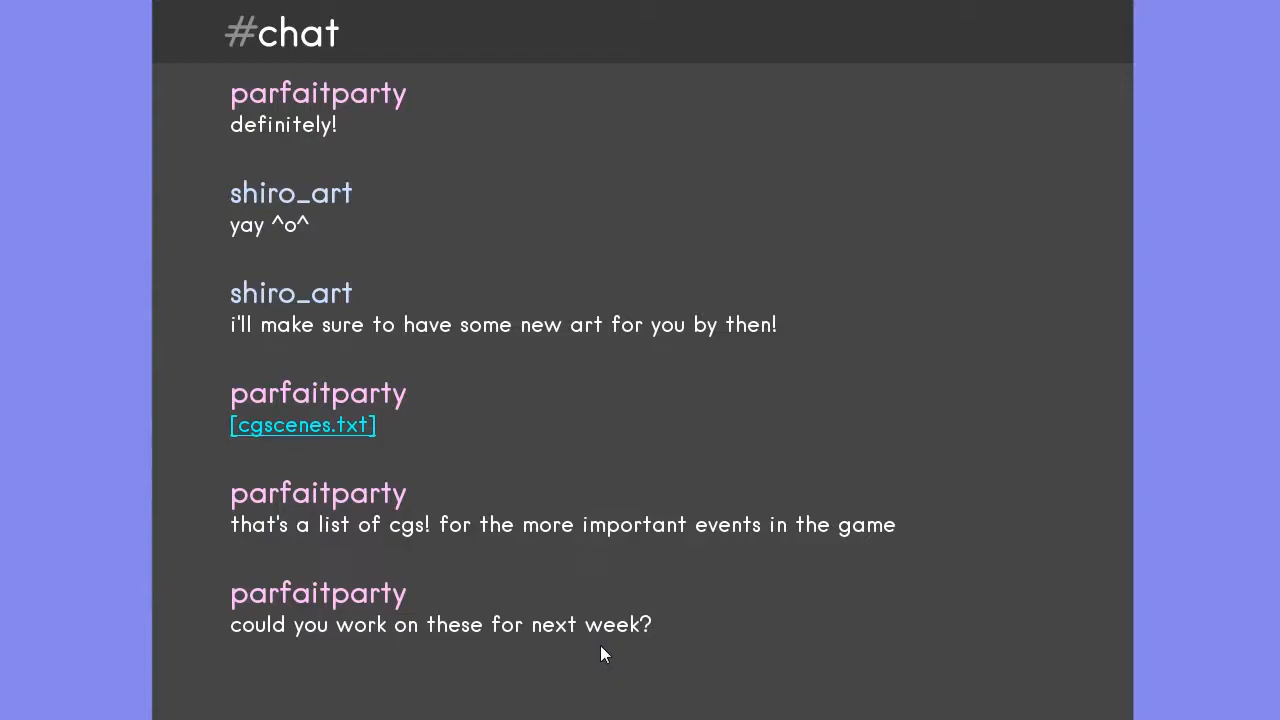 #chat
parfaitparty
definitely!
shiro_art
yay ^o^
shiro_art
i'll make sure to have some new art for you by then!
parfaitparty
[cgscenes.txt]
parfaitparty
that's a list of cgs! for the more important events in the game
parfaitparty
could you work on these for next week?